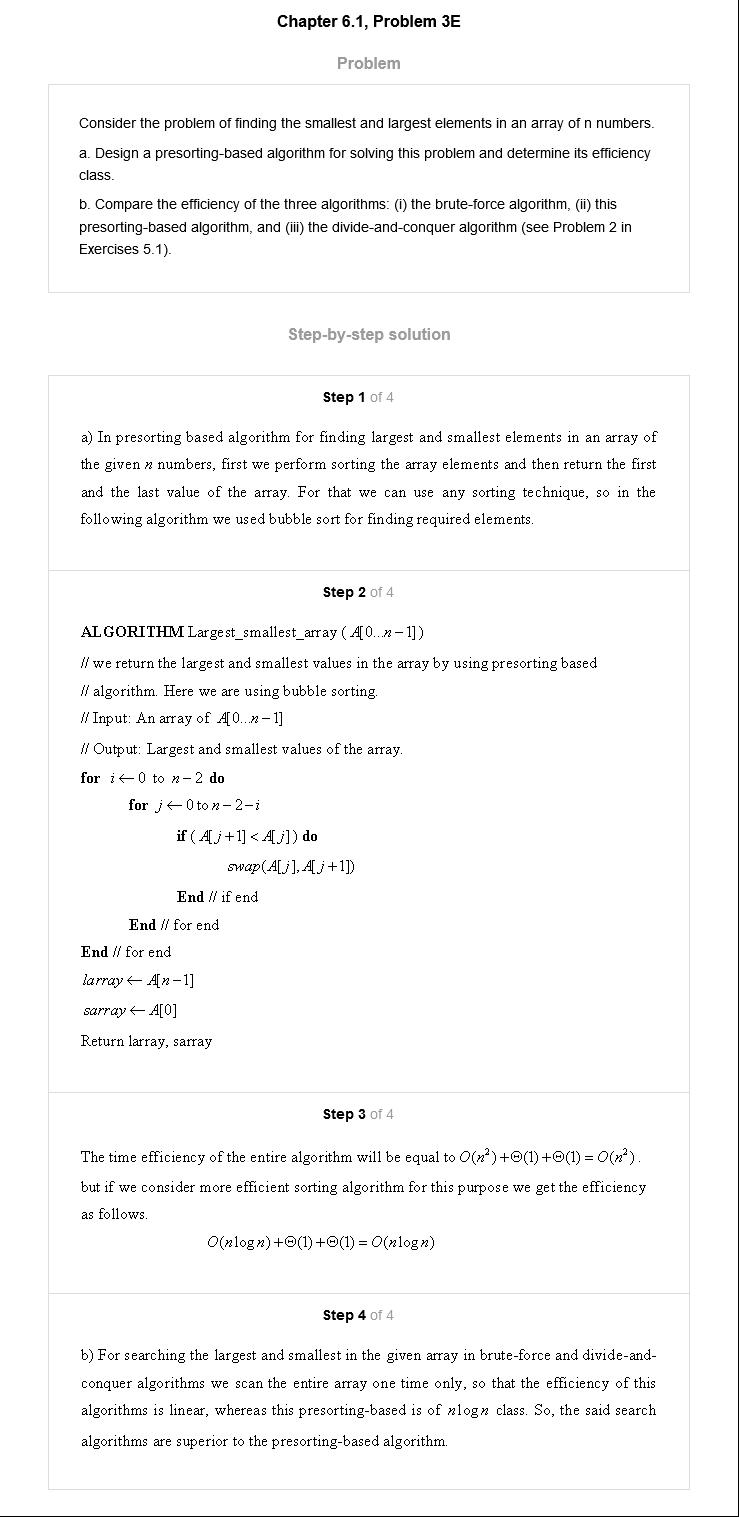 Chapter 6.1, Problem 3E
Problem
Consider the problem of finding the smallest and largest elements in an array of n numbers.
a. Design a presorting-based algorithm for solving this problem and determine its efficiency
class.
b. Compare the efficiency of the three algorithms: (i) the brute-force algorithm, (ii) this
presorting-based algorithm, and (iii) the divide-and-conquer algorithm (see Problem 2 in
Exercises 5.1).
Step-by-step solution
Step 1 of 4
a) In presorting based algorithm for finding largest and smallest elements in an array of
the given n numbers, first we perform sorting the array elements and then return the first
and the last value of the array. For that we can use any sorting technique, so in the
following algorithm we used bubble sort for finding required elements.
Step 2 of 4
ALGORITHM Largest_smallest_array ( A[0...n−1])
// we return the largest and smallest values in the array by using presorting based
// algorithm. Here we are using bubble sorting.
// Input: An array of A[0...n−1]
// Output: Largest and smallest values of the array.
for i ← 0 to n − 2 do
for j ← 0 to n − 2 − i
if ( A[j+1] < A[j]) do
swap(A[j], A[j+1])
End // if end
End // for end
End // for end
larray ← A[n−1]
sarray ← A[0]
Return larray, sarray
Step 3 of 4
The time efficiency of the entire algorithm will be equal to O(n²)+Θ(1)+Θ(1) = O(n²).
but if we consider more efficient sorting algorithm for this purpose we get the efficiency
as follows.
O(n log n)+Θ(1)+Θ(1) = O(n log n)
Step 4 of 4
b) For searching the largest and smallest in the given array in brute-force and divide-and-
conquer algorithms we scan the entire array one time only, so that the efficiency of this
algorithms is linear, whereas this presorting-based is of n log n class. So, the said search
algorithms are superior to the presorting-based algorithm.